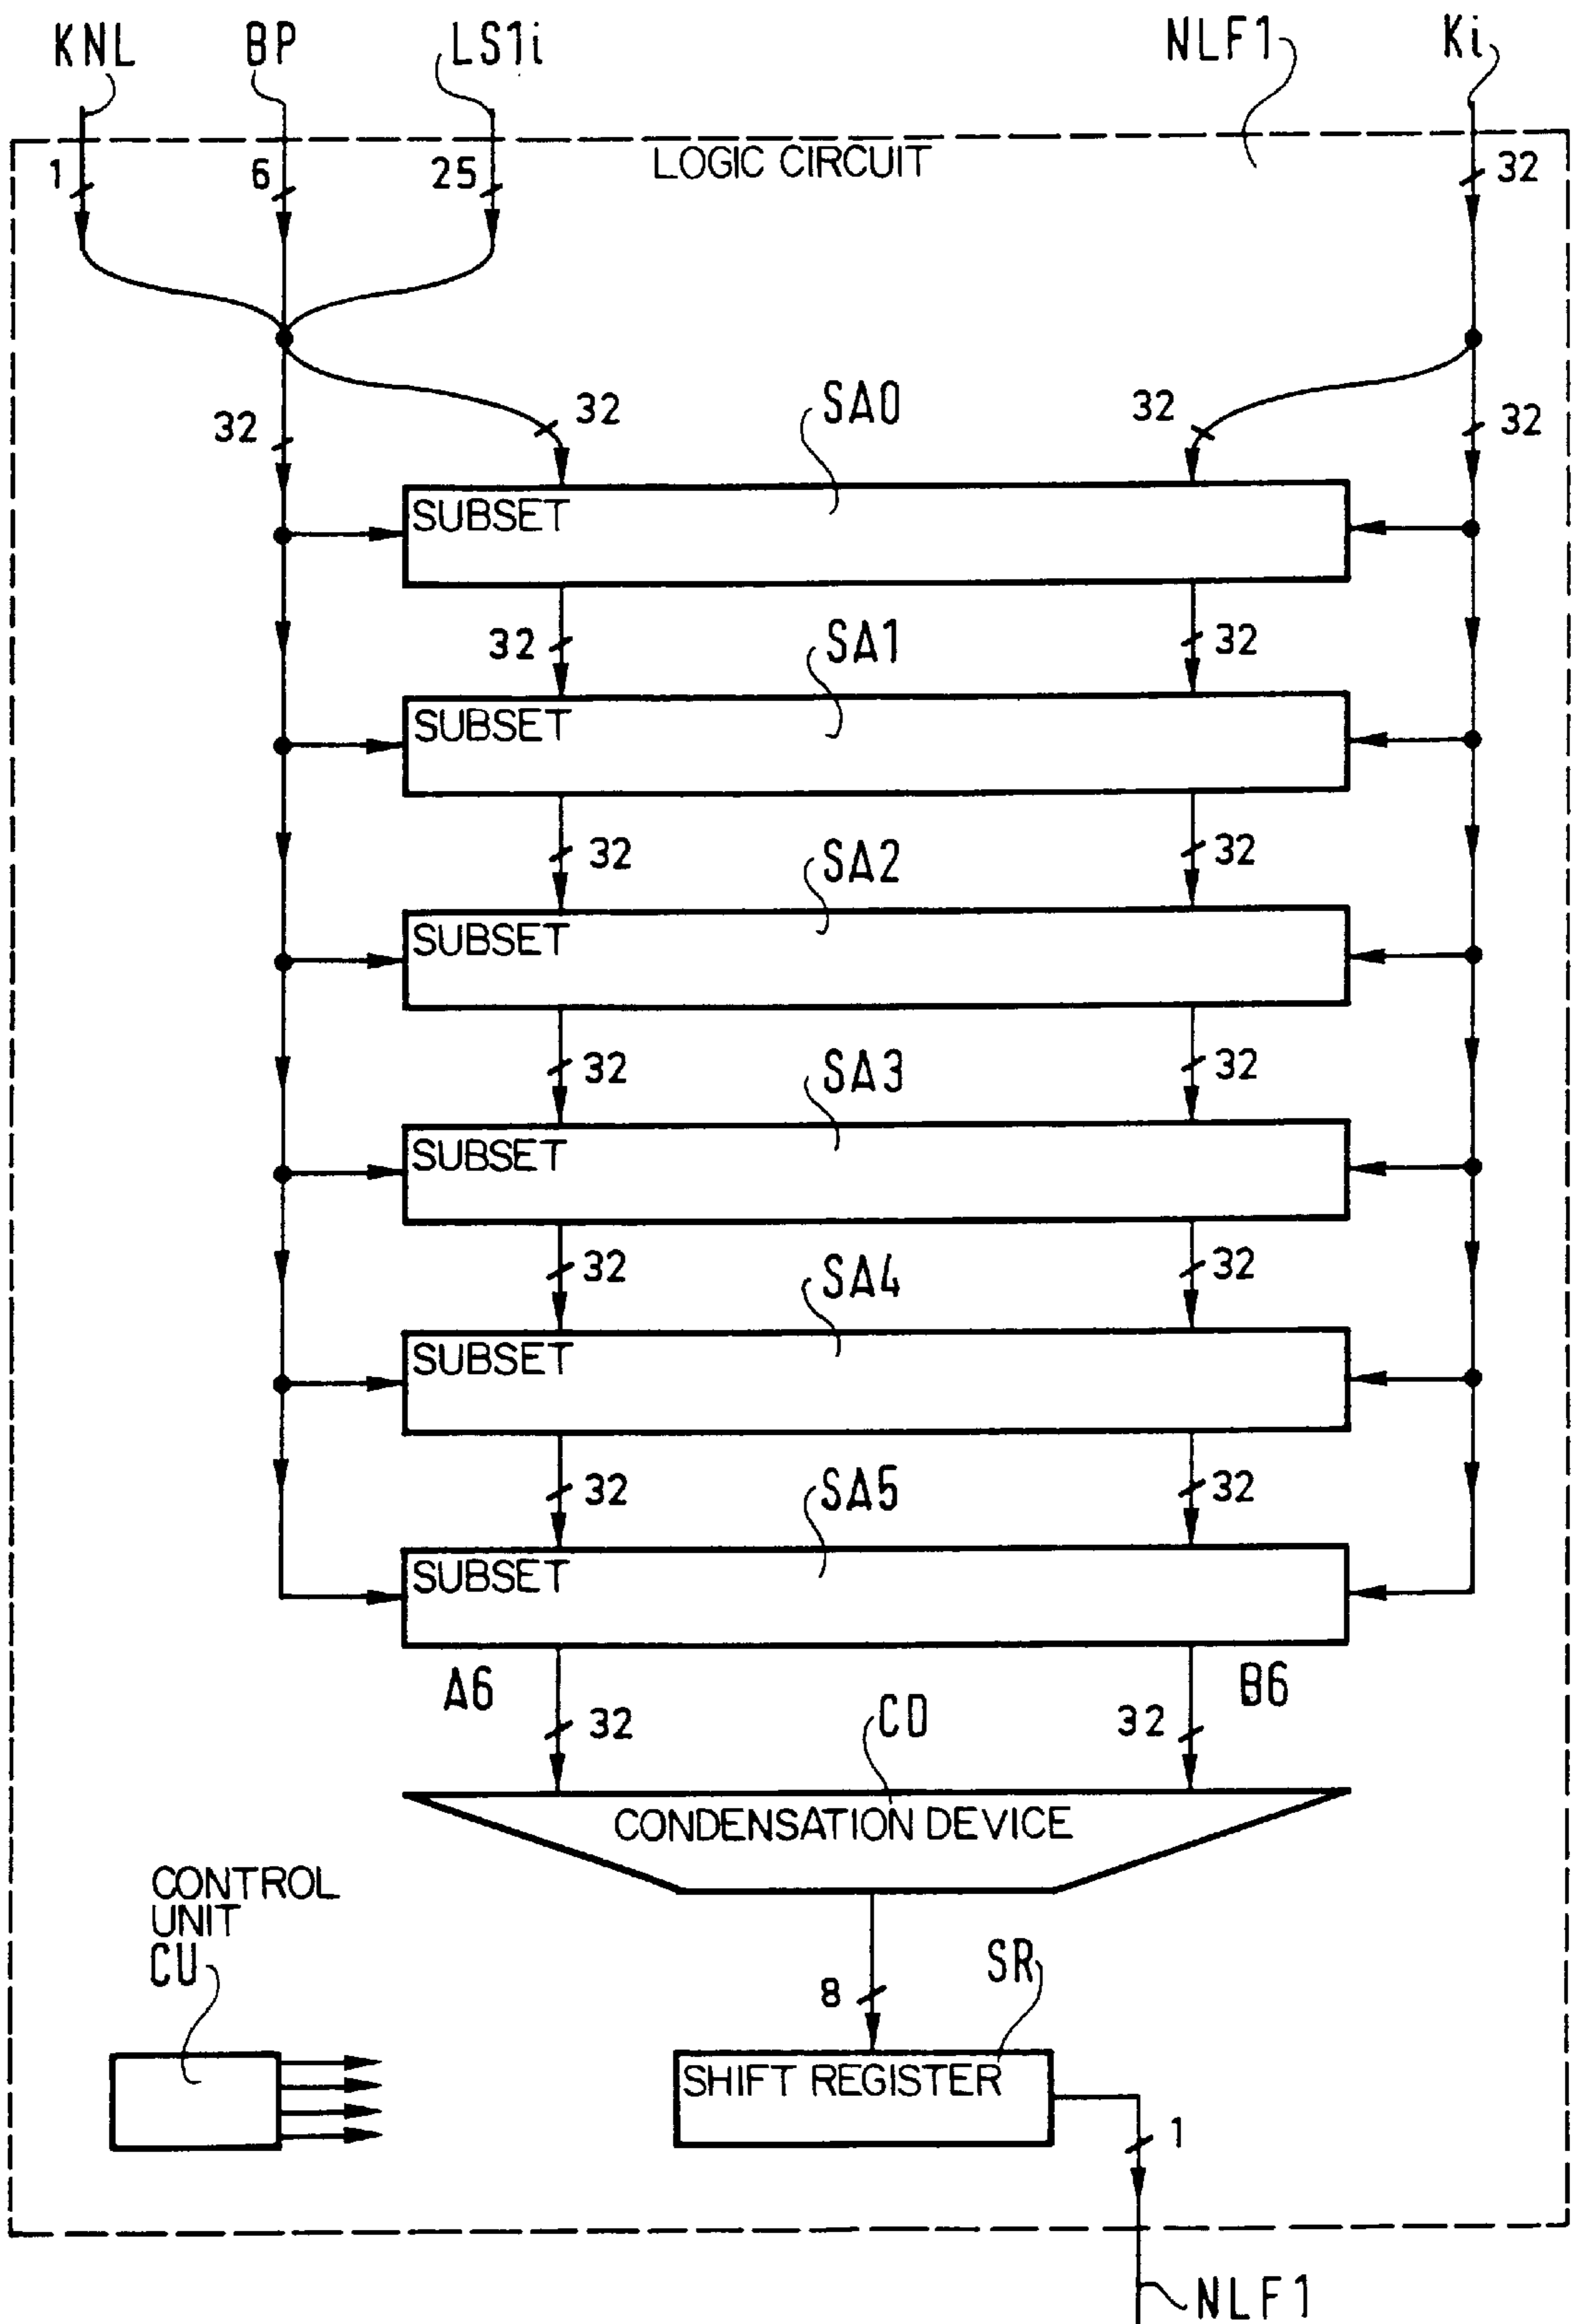 KNL BP LS1i NLF1 Ki
1 6 25 LOGIC CIRCUIT 32
32 32 SA0 32 32
SUBSET
32 SA1 32
SUBSET
32 SA2 32
SUBSET
32 SA3 32
SUBSET
32 SA4 32
SUBSET
32 SA5 32
SUBSET
A6 B6
32 CD 32
CONDENSATION DEVICE
CONTROL
UNIT
CU SR
8
SHIFT REGISTER
1
NLF1